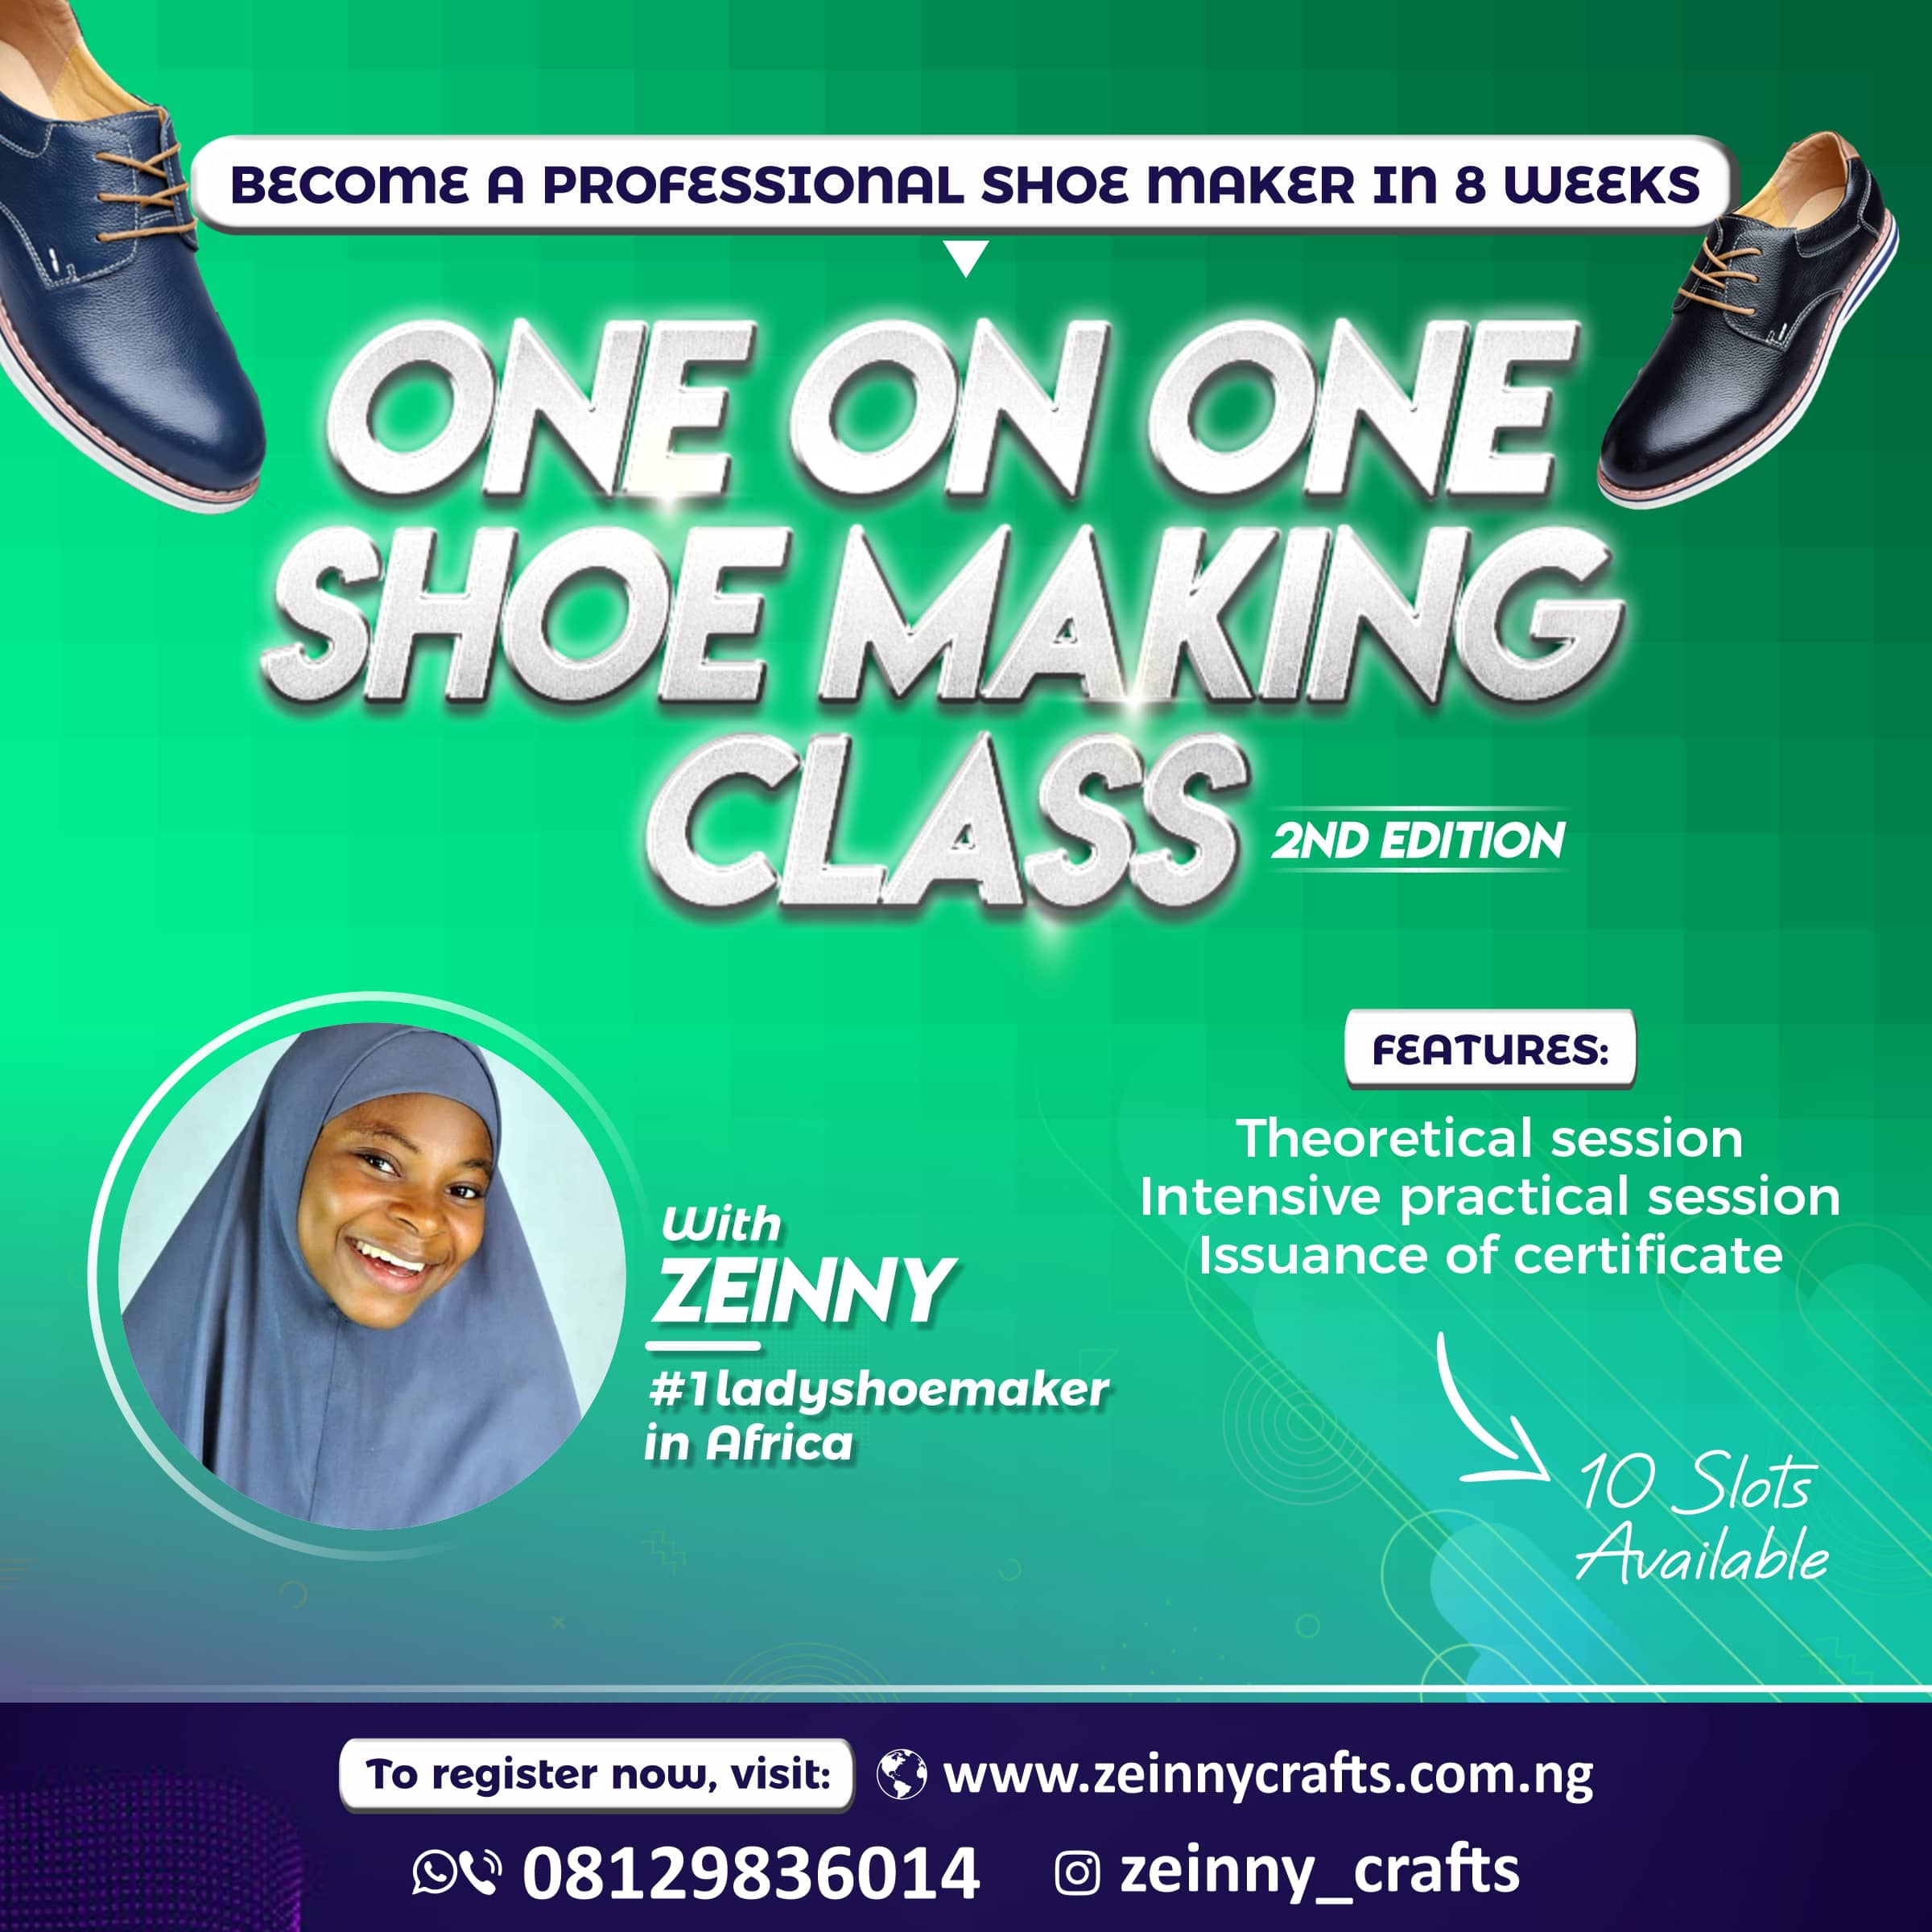 BECOME A PROFESSIONAL SHOE MAKER IN 8 WEEKS
ONE ON ONE
SHOE MAKING
CLASS
2ND EDITION
With
ZEINNY
#1ladyshoemaker
in Africa
FEATURES:
Theoretical session
Intensive practical session
Issuance of certificate
10 Slots
Available
To register now, visit: www.zeinnycrafts.com.ng
08129836014 zeinny_crafts